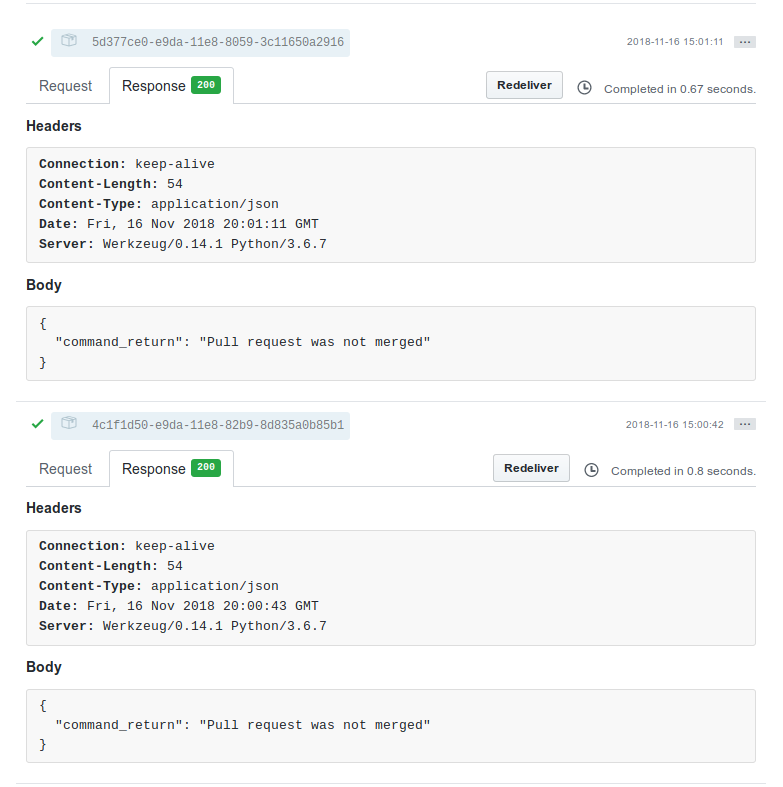 5d377ce0-e9da-11e8-8059-3c11650a2916 2018-11-16 15:01:11 ...
Request Response 200 Redeliver Completed in 0.67 seconds.
Headers
Connection: keep-alive
Content-Length: 54
Content-Type: application/json
Date: Fri, 16 Nov 2018 20:01:11 GMT
Server: Werkzeug/0.14.1 Python/3.6.7
Body
{
"command_return": "Pull request was not merged"
}
4c1f1d50-e9da-11e8-82b9-8d835a0b85b1 2018-11-16 15:00:42 ...
Request Response 200 Redeliver Completed in 0.8 seconds.
Headers
Connection: keep-alive
Content-Length: 54
Content-Type: application/json
Date: Fri, 16 Nov 2018 20:00:43 GMT
Server: Werkzeug/0.14.1 Python/3.6.7
Body
{
"command_return": "Pull request was not merged"
}